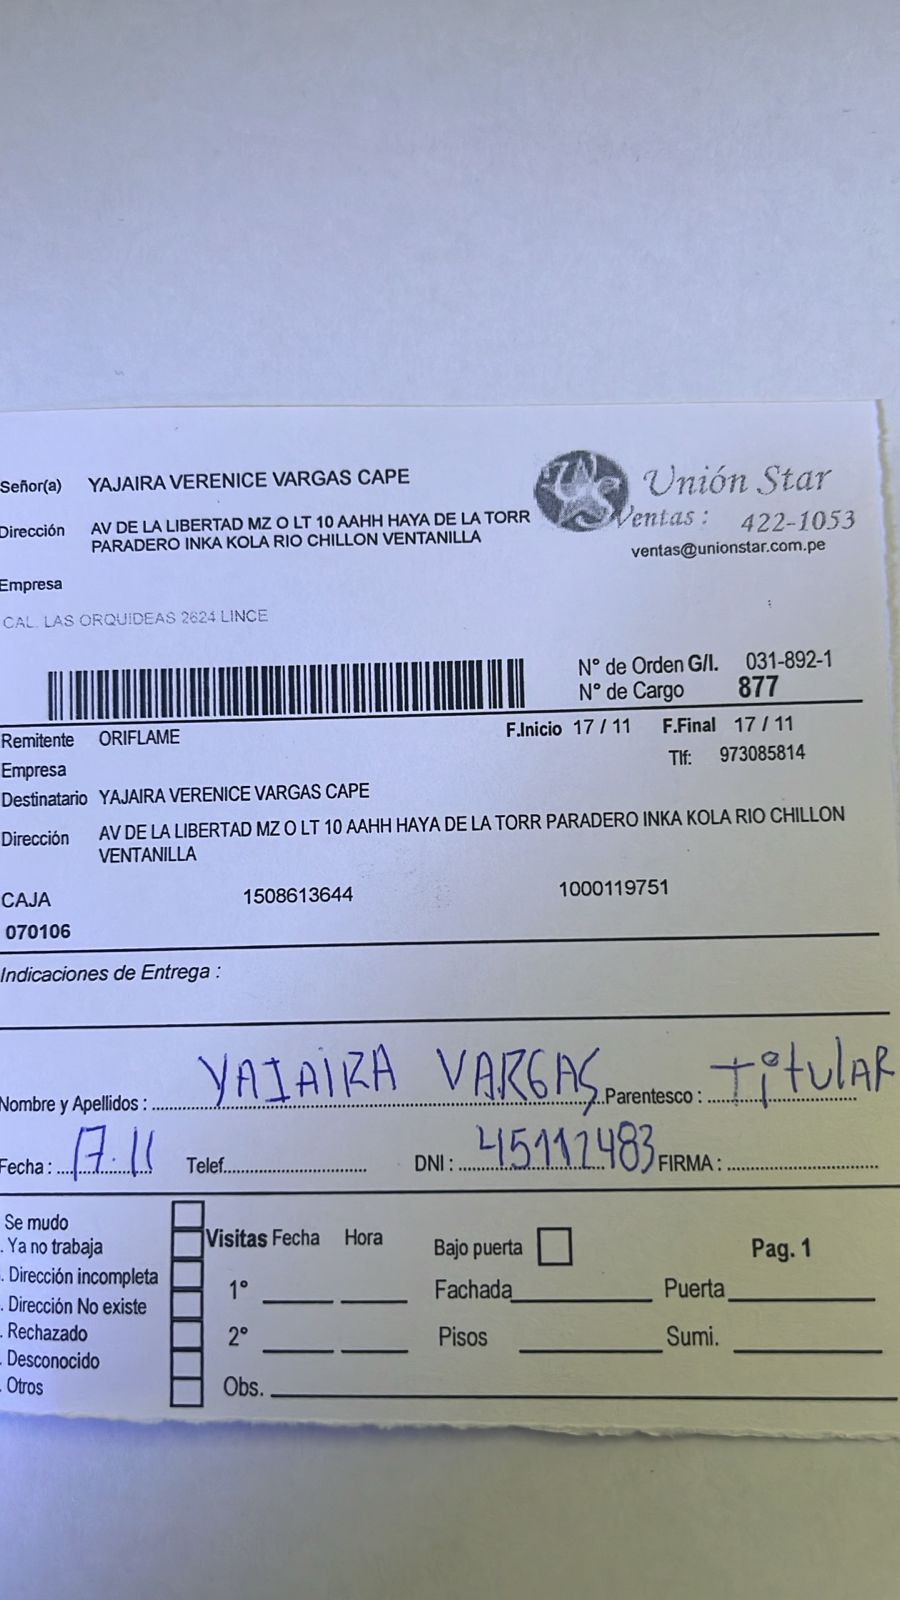 Señor(a) YAJAIRA VERENICE VARGAS CAPE
Unión Star
Dirección AV DE LA LIBERTAD MZ O LT 10 AAHH HAYA DE LA TORR
PARADERO INKA KOLA RIO CHILLON VENTANILLA
Ventas : 422-1053
ventas@unionstar.com.pe
Empresa
CAL. LAS ORQUIDEAS 2624 LINCE
N° de Orden G/I. 031-892-1
N° de Cargo 877
Remitente ORIFLAME F.Inicio 17 / 11 F.Final 17 / 11
Empresa Tlf: 973085814
Destinatario YAJAIRA VERENICE VARGAS CAPE
Dirección AV DE LA LIBERTAD MZ O LT 10 AAHH HAYA DE LA TORR PARADERO INKA KOLA RIO CHILLON
VENTANILLA
CAJA 1508613644 1000119751
070106
Indicaciones de Entrega :
Nombre y Apellidos : YAJAIRA VARGAS Parentesco : TiTulAR
Fecha : 17.11 Telef. DNI : 45112483 FIRMA :
Se mudo
. Ya no trabaja
. Dirección incompleta
. Dirección No existe
. Rechazado
. Desconocido
. Otros
Visitas Fecha Hora
1°
2°
Obs.
Bajo puerta Pag. 1
Fachada Puerta
Pisos Sumi.